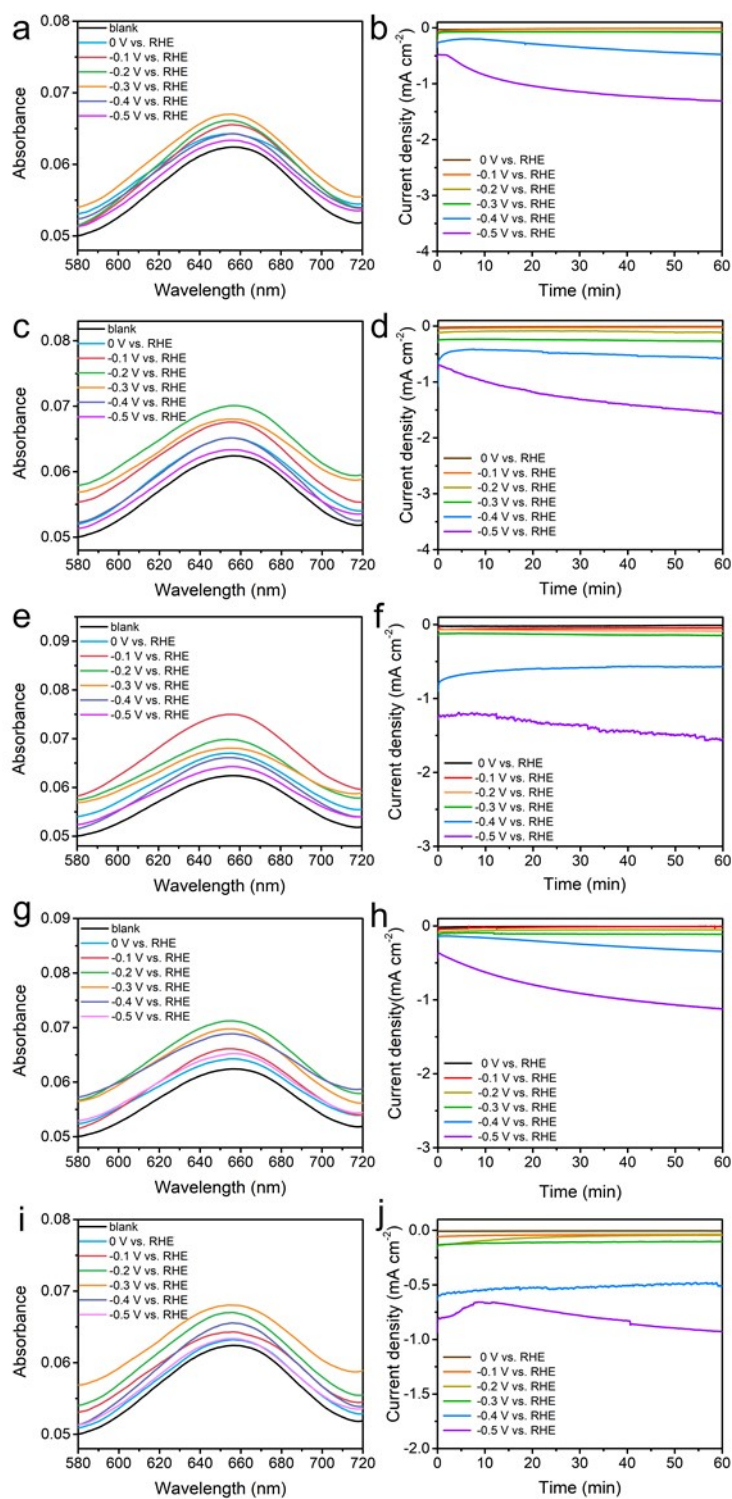 a
0.08
0.07
0.06
0.05
Absorbance
blank
0 V vs. RHE
-0.1 V vs. RHE
-0.2 V vs. RHE
-0.3 V vs. RHE
-0.4 V vs. RHE
-0.5 V vs. RHE
580 600 620 640 660 680 700 720
Wavelength (nm)
b
0
-1
-2
-3
-4
Current density (mA cm-2)
0 V vs. RHE
-0.1 V vs. RHE
-0.2 V vs. RHE
-0.3 V vs. RHE
-0.4 V vs. RHE
-0.5 V vs. RHE
0 10 20 30 40 50 60
Time (min)
c
0.08
0.07
0.06
0.05
Absorbance
blank
0 V vs. RHE
-0.1 V vs. RHE
-0.2 V vs. RHE
-0.3 V vs. RHE
-0.4 V vs. RHE
-0.5 V vs. RHE
580 600 620 640 660 680 700 720
Wavelength (nm)
d
0
-1
-2
-3
-4
Current density (mA cm-2)
0 V vs. RHE
-0.1 V vs. RHE
-0.2 V vs. RHE
-0.3 V vs. RHE
-0.4 V vs. RHE
-0.5 V vs. RHE
0 10 20 30 40 50 60
Time (min)
e
0.09
0.08
0.07
0.06
0.05
Absorbance
blank
0 V vs. RHE
-0.1 V vs. RHE
-0.2 V vs. RHE
-0.3 V vs. RHE
-0.4 V vs. RHE
-0.5 V vs. RHE
580 600 620 640 660 680 700 720
Wavelength (nm)
f
0
-1
-2
-3
Current density (mA cm-2)
0 V vs. RHE
-0.1 V vs. RHE
-0.2 V vs. RHE
-0.3 V vs. RHE
-0.4 V vs. RHE
-0.5 V vs. RHE
0 10 20 30 40 50 60
Time (min)
g
0.09
0.08
0.07
0.06
0.05
Absorbance
blank
0 V vs. RHE
-0.1 V vs. RHE
-0.2 V vs. RHE
-0.3 V vs. RHE
-0.4 V vs. RHE
-0.5 V vs. RHE
580 600 620 640 660 680 700 720
Wavelength (nm)
h
0
-1
-2
-3
Current density(mA cm-2)
0 V vs. RHE
-0.1 V vs. RHE
-0.2 V vs. RHE
-0.3 V vs. RHE
-0.4 V vs. RHE
-0.5 V vs. RHE
0 10 20 30 40 50 60
Time (min)
i
0.08
0.07
0.06
0.05
Absorbance
blank
0 V vs. RHE
-0.1 V vs. RHE
-0.2 V vs. RHE
-0.3 V vs. RHE
-0.4 V vs. RHE
-0.5 V vs. RHE
580 600 620 640 660 680 700 720
Wavelength (nm)
j
0.0
-0.5
-1.0
-1.5
-2.0
Current density (mA cm-2)
0 V vs. RHE
-0.1 V vs. RHE
-0.2 V vs. RHE
-0.3 V vs. RHE
-0.4 V vs. RHE
-0.5 V vs. RHE
0 10 20 30 40 50 60
Time (min)